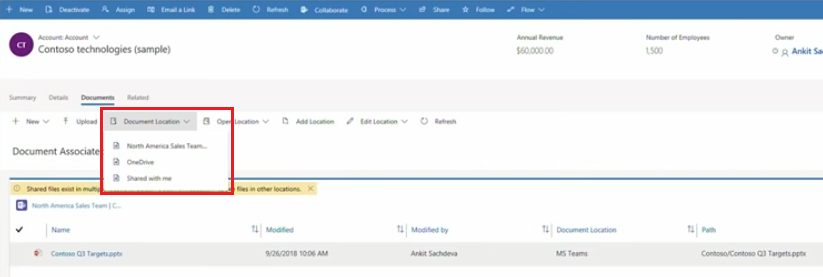 New Deactivate Assign Email a Link Delete Refresh Collaborate Process Share Follow Flow
CT
Account: Account
Contoso technologies (sample)
Annual Revenue
$60,000.00
Number of Employees
1,500
Owner
Ankit Sachd
Summary Details Documents Related
New Upload Document Location Open Location Add Location Edit Location Refresh
North America Sales Team...
OneDrive
Shared with me
Document Associate
Shared files exist in multip files in other locations.
North America Sales Team | C...
Name Modified Modified by Document Location Path
Contoso Q3 Targets.pptx 9/26/2018 10:06 AM Ankit Sachdeva MS Teams Contoso/Contoso Q3 Targets.pptx